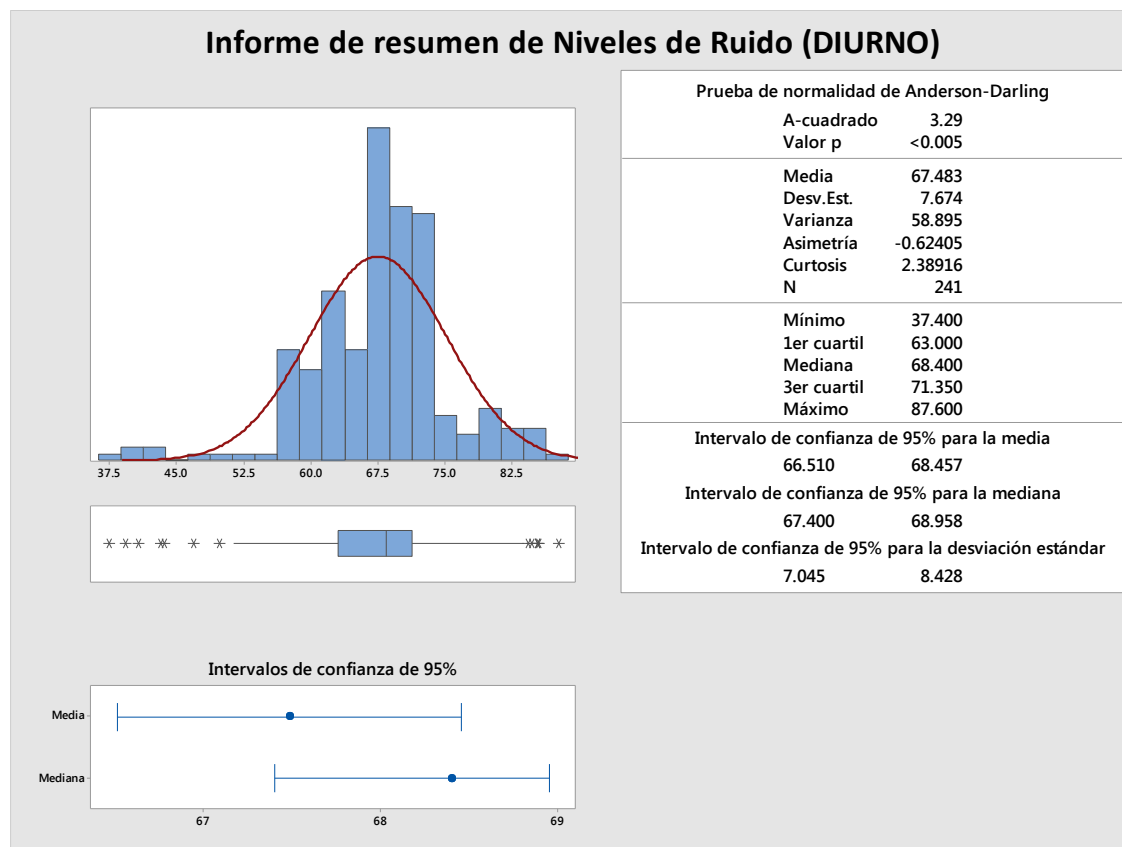 Informe de resumen de Niveles de Ruido (DIURNO)
37.5 45.0 52.5 60.0 67.5 75.0 82.5
Prueba de normalidad de Anderson-Darling
A-cuadrado 3.29
Valor p <0.005
Media 67.483
Desv.Est. 7.674
Varianza 58.895
Asimetría -0.62405
Curtosis 2.38916
N 241
Mínimo 37.400
1er cuartil 63.000
Mediana 68.400
3er cuartil 71.350
Máximo 87.600
Intervalo de confianza de 95% para la media
66.510 68.457
Intervalo de confianza de 95% para la mediana
67.400 68.958
Intervalo de confianza de 95% para la desviación estándar
7.045 8.428
Intervalos de confianza de 95%
Media
Mediana
67 68 69